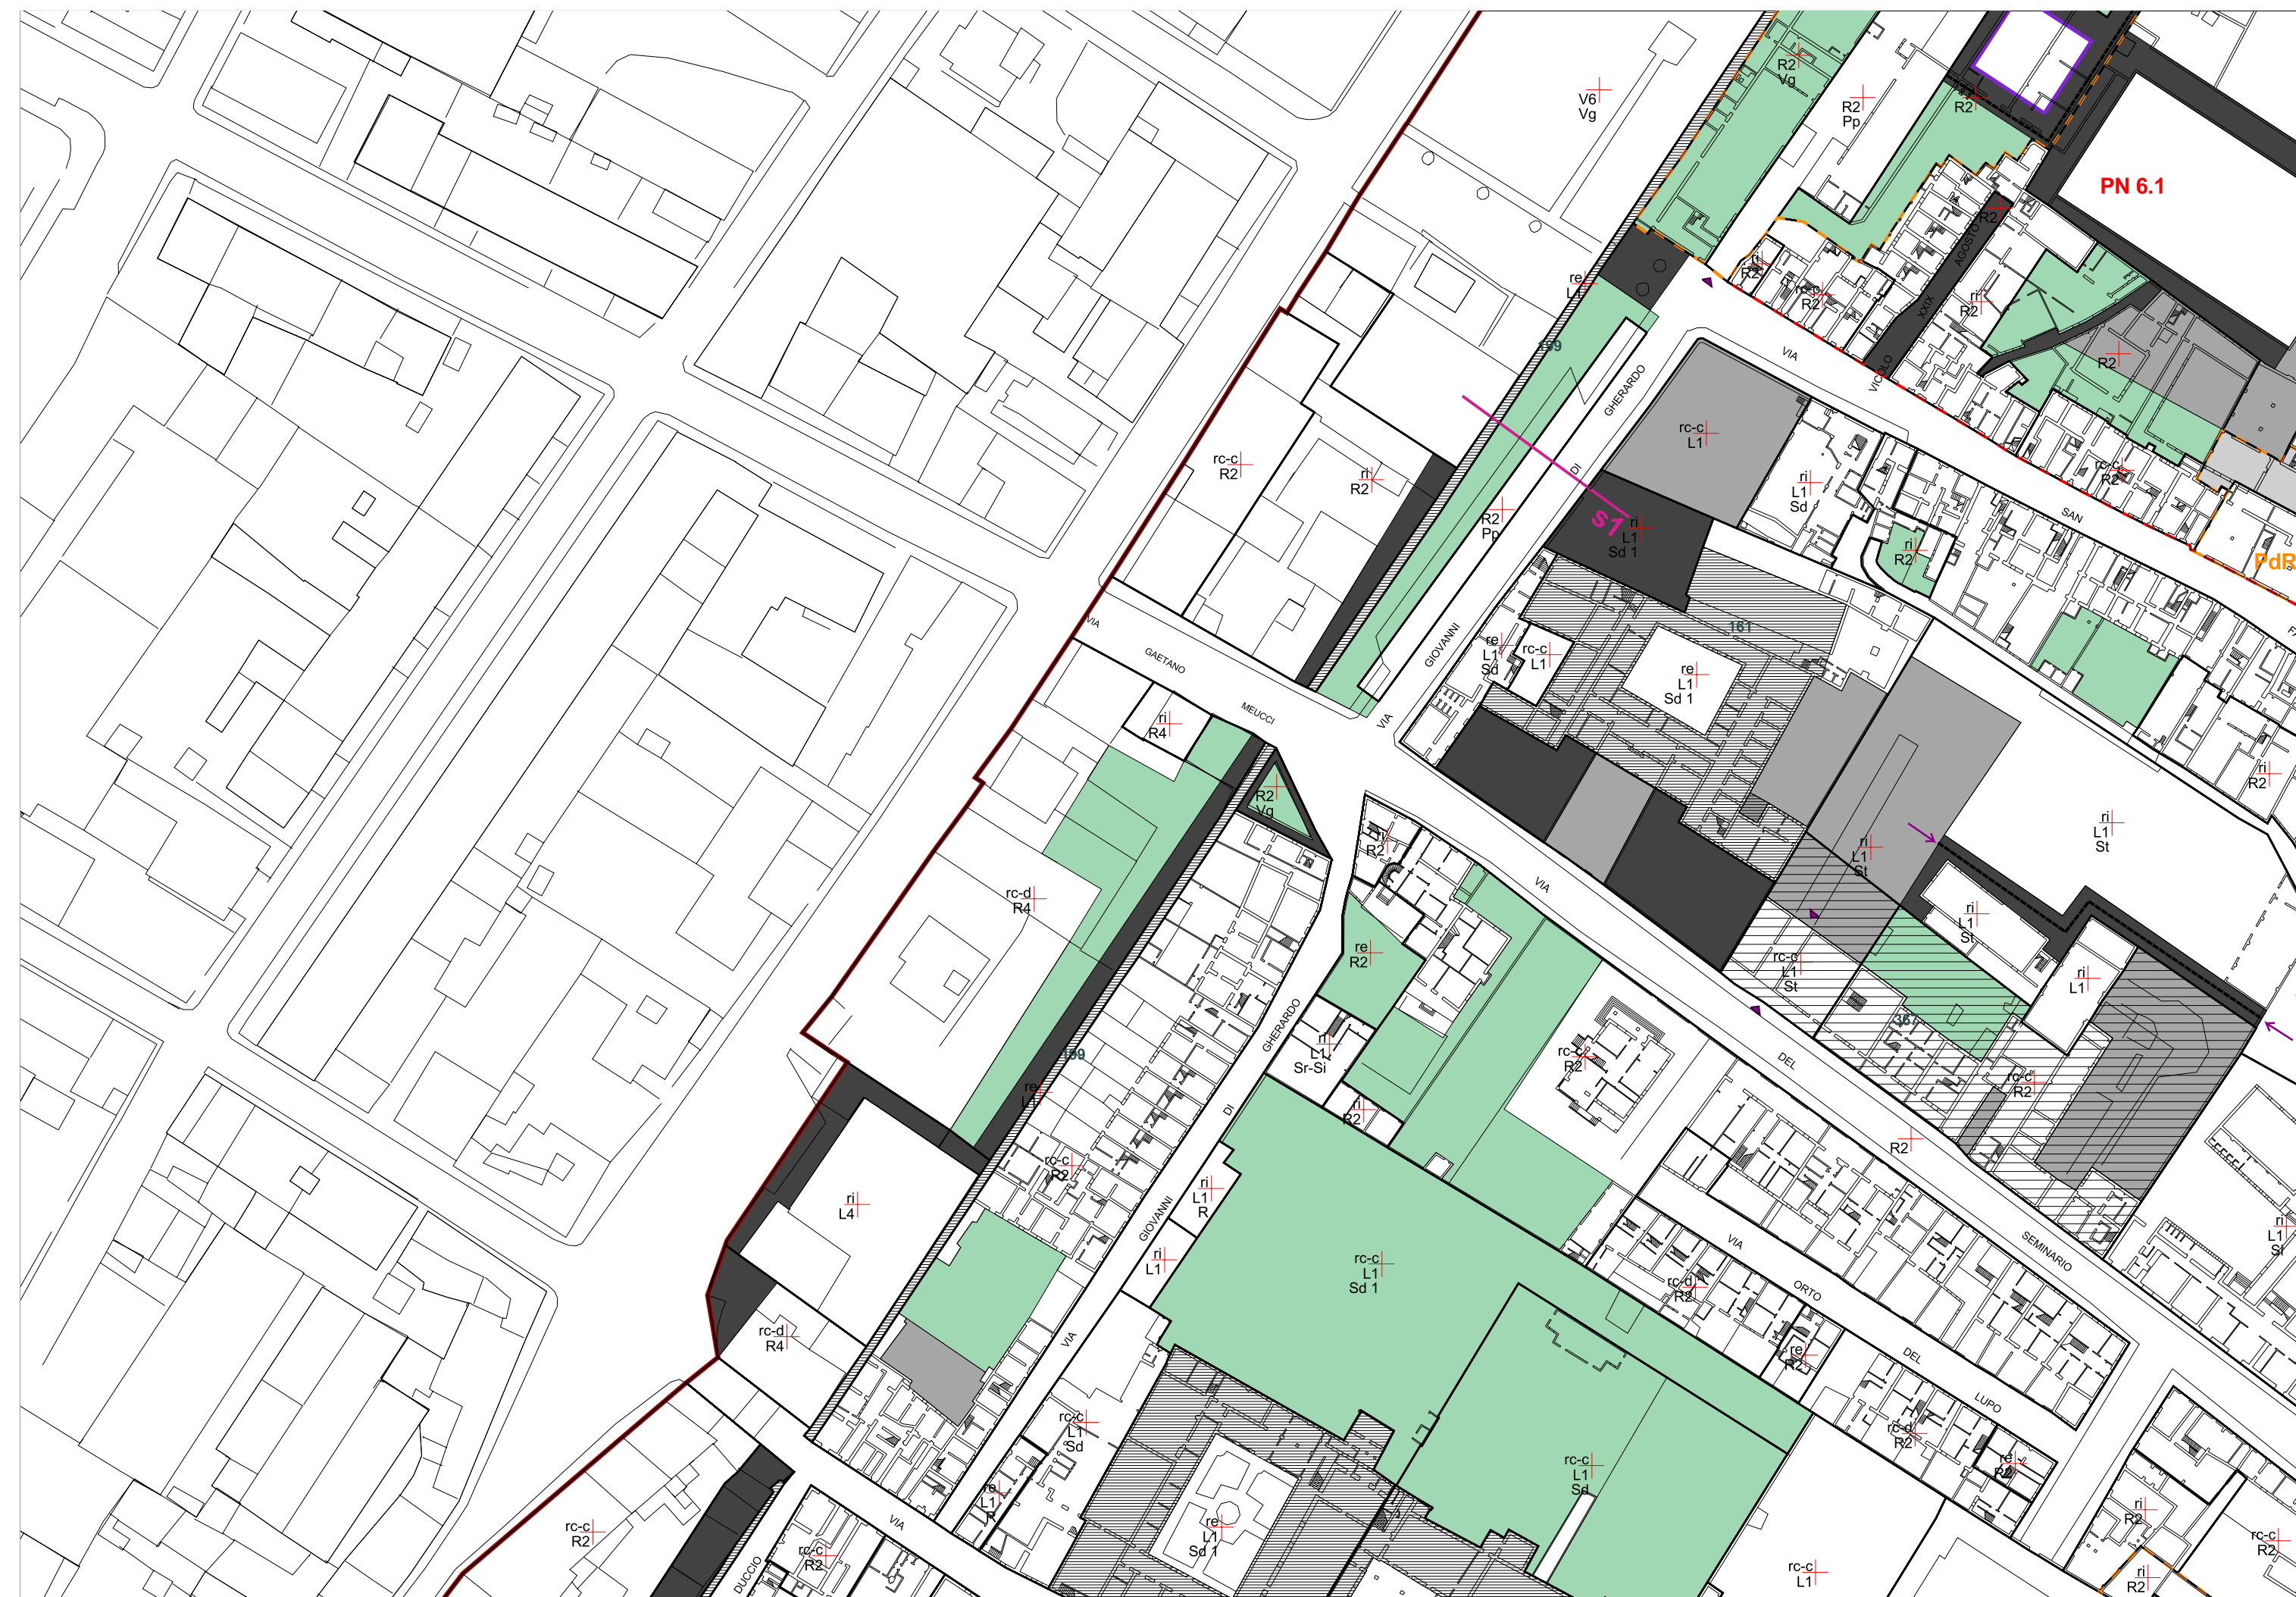 R2
Vg
V6
Vg
R2
Pp
R2
PN 6.1
R2
AGOSTO
XXIX
VICOLO
re
L1
ri
R2
rc-c
R2
ri
R2
R2
199
VIA
GHERARDO
DI
GIOVANNI
VIA
rc-c
L1
rc-c
R2
ri
R2
rc-c
R2
ri
L1
Sd
SAN
R2
Pp
s1
ri
L1
Sd 1
ri
R2
PdR
161
VIA
GAETANO
MEUCCI
re
L1
Sd
rc-c
L1
re
L1
Sd 1
ri
R4
ri
R2
R2
Vg
ri
R2
ri
L1
St
ri
L1
St
VIA
rc-d
R4
re
R2
ri
L1
St
rc-c
L1
St
ri
L1
367
GHERARDO
DI
GIOVANNI
VIA
ri
L1
Sr-Si
rc-c
R2
DEL
199
re
L1
rc-c
R2
ri
R2
R2
rc-c
R2
ri
L4
ri
L1
R
ri
L1
VIA
SEMINARIO
ri
L1
SI
rc-c
L1
Sd 1
rc-d
R2
ORTO
rc-d
R4
re
R2
DEL
LUPO
rc-c
L1
Sd
rc-d
R2
rc-c
L1
Sd
re
R2
re
L1
R
ri
R2
VIA
rc-c
R2
re
L1
Sd 1
rc-c
R2
rc-c
R2
DUCCIO
rc-c
L1
ri
R2